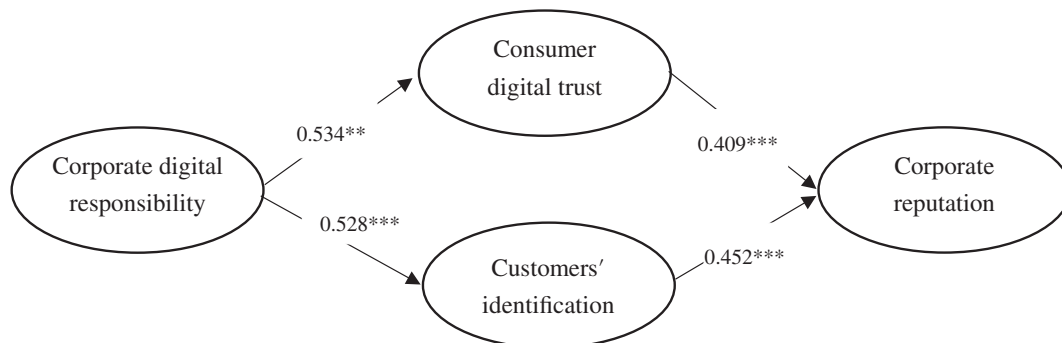 Consumer
digital trust
0.534**
0.409***
Corporate digital
responsibility
Corporate
reputation
0.528***
0.452***
Customers′
identification